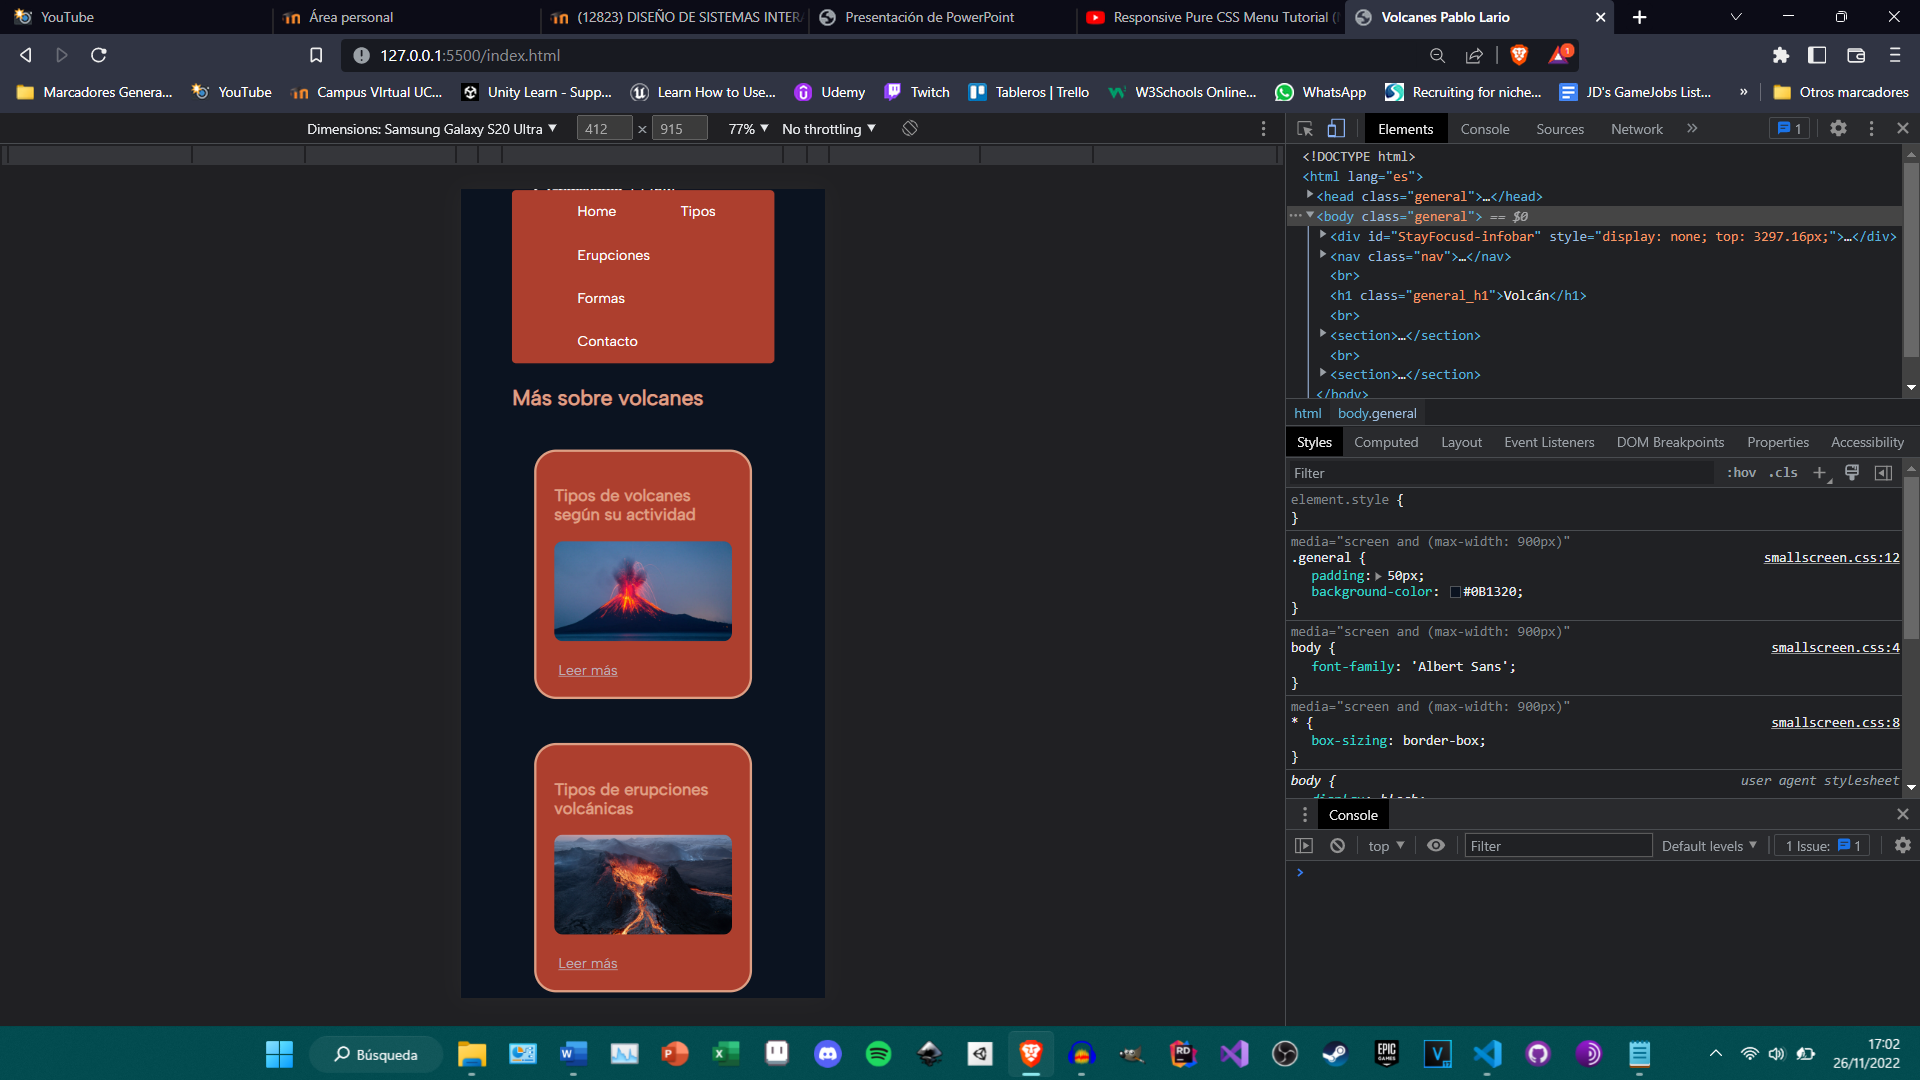 YouTube
Área personal
(12823) DISEÑO DE SISTEMAS INTERA
Presentación de PowerPoint
Responsive Pure CSS Menu Tutorial (
Volcanes Pablo Lario
127.0.0.1:5500/index.html
1
Marcadores Genera...
YouTube
Campus VIrtual UC...
Unity Learn - Supp...
Learn How to Use...
Udemy
Twitch
Tableros | Trello
W3Schools Online...
WhatsApp
Recruiting for niche...
JD's GameJobs List...
»
Otros marcadores
Dimensions: Samsung Galaxy S20 Ultra
412
×
915
77%
No throttling
Elements
Console
Sources
Network
»
1
<!DOCTYPE html>
<html lang="es">
<head class="general">…</head>
<body class="general"> == $0
<div id="StayFocusd-infobar" style="display: none; top: 3297.16px;">…</div>
<nav class="nav">…</nav>
<br>
<h1 class="general_h1">Volcán</h1>
<br>
<section>…</section>
<br>
<section>…</section>
</body>
html
body.general
Styles
Computed
Layout
Event Listeners
DOM Breakpoints
Properties
Accessibility
Filter
:hov
.cls
element.style {
}
media="screen and (max-width: 900px)"
.general {
smallscreen.css:12
padding: 50px;
background-color: #0B1320;
}
media="screen and (max-width: 900px)"
body {
smallscreen.css:4
font-family: 'Albert Sans';
}
media="screen and (max-width: 900px)"
* {
smallscreen.css:8
box-sizing: border-box;
}
body {
user agent stylesheet
display: block;
Console
top
Filter
Default levels
1 Issue:
1
Home
Tipos
Erupciones
Formas
Contacto
Más sobre volcanes
Tipos de volcanes
según su actividad
Leer más
Tipos de erupciones
volcánicas
Leer más
Búsqueda
17:02
26/11/2022